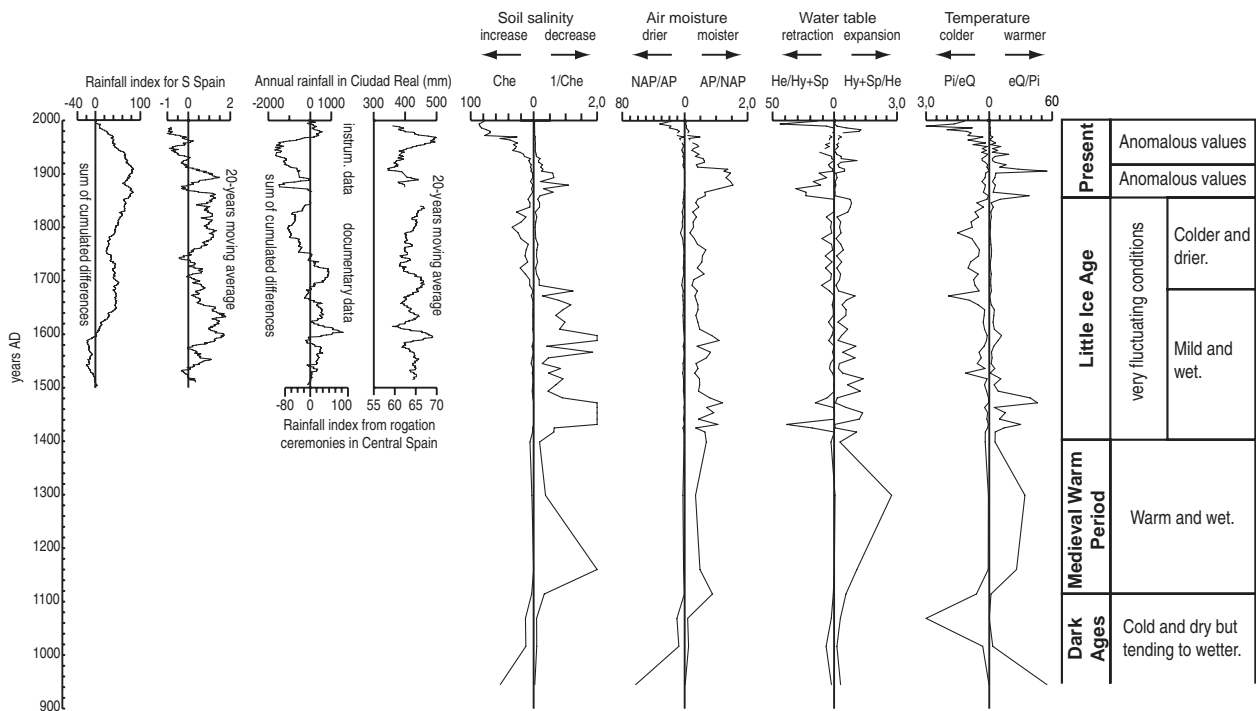 Soil salinity Air moisture Water table Temperature
increase decrease drier moister retraction expansion colder warmer
Rainfall index for S Spain Annual rainfall in Ciudad Real (mm) Che 1/Che NAP/AP AP/NAP He/Hy+Sp Hy+Sp/He Pi/eQ eQ/Pi
-40 0 100 -1 0 2 -2000 0 1000 300 400 500 100 0 2,0 80 0 2,0 50 0 3,0 3,0 0 60
2000
1900
1800
1700
1600
1500
1400
1300
1200
1100
1000
900
years AD
sum of cumulated differences
20-years moving average
sum of cumulated differences
instrum. data
documentary data
20-years moving average
-80 0 100 55 60 65 70
Rainfall index from rogation
ceremonies in Central Spain
Present
Anomalous values
Anomalous values
Little Ice Age
very fluctuating conditions
Colder and
drier.
Mild and
wet.
Medieval Warm
Period
Warm and wet.
Dark
Ages
Cold and dry but
tending to wetter.